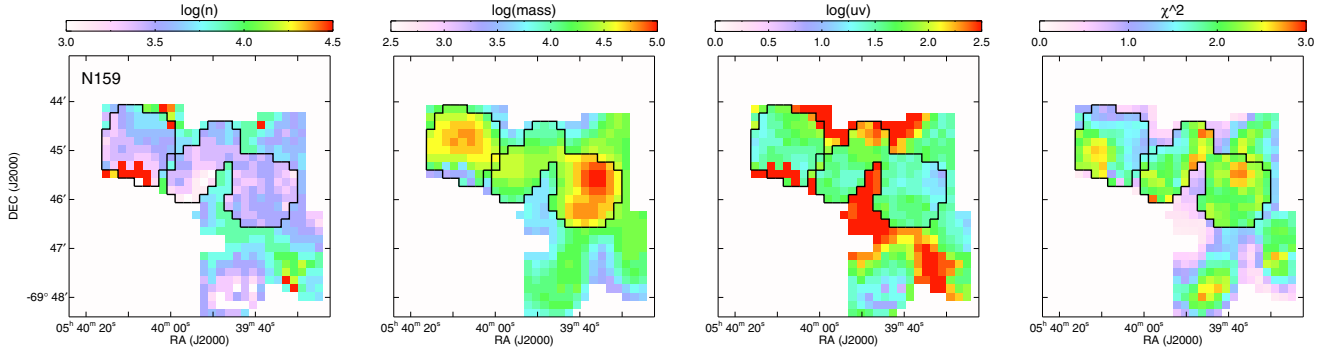 log(n)
3.0 3.5 4.0 4.5
log(mass)
2.5 3.0 3.5 4.0 4.5 5.0
log(uv)
0.0 0.5 1.0 1.5 2.0 2.5
χ^2
0.0 1.0 2.0 3.0
N159
DEC (J2000)
44′
45′
46′
47′
-69° 48′
05ʰ 40ᵐ 20ˢ 40ᵐ 00ˢ 39ᵐ 40ˢ
RA (J2000)
05ʰ 40ᵐ 20ˢ 40ᵐ 00ˢ 39ᵐ 40ˢ
RA (J2000)
05ʰ 40ᵐ 20ˢ 40ᵐ 00ˢ 39ᵐ 40ˢ
RA (J2000)
05ʰ 40ᵐ 20ˢ 40ᵐ 00ˢ 39ᵐ 40ˢ
RA (J2000)